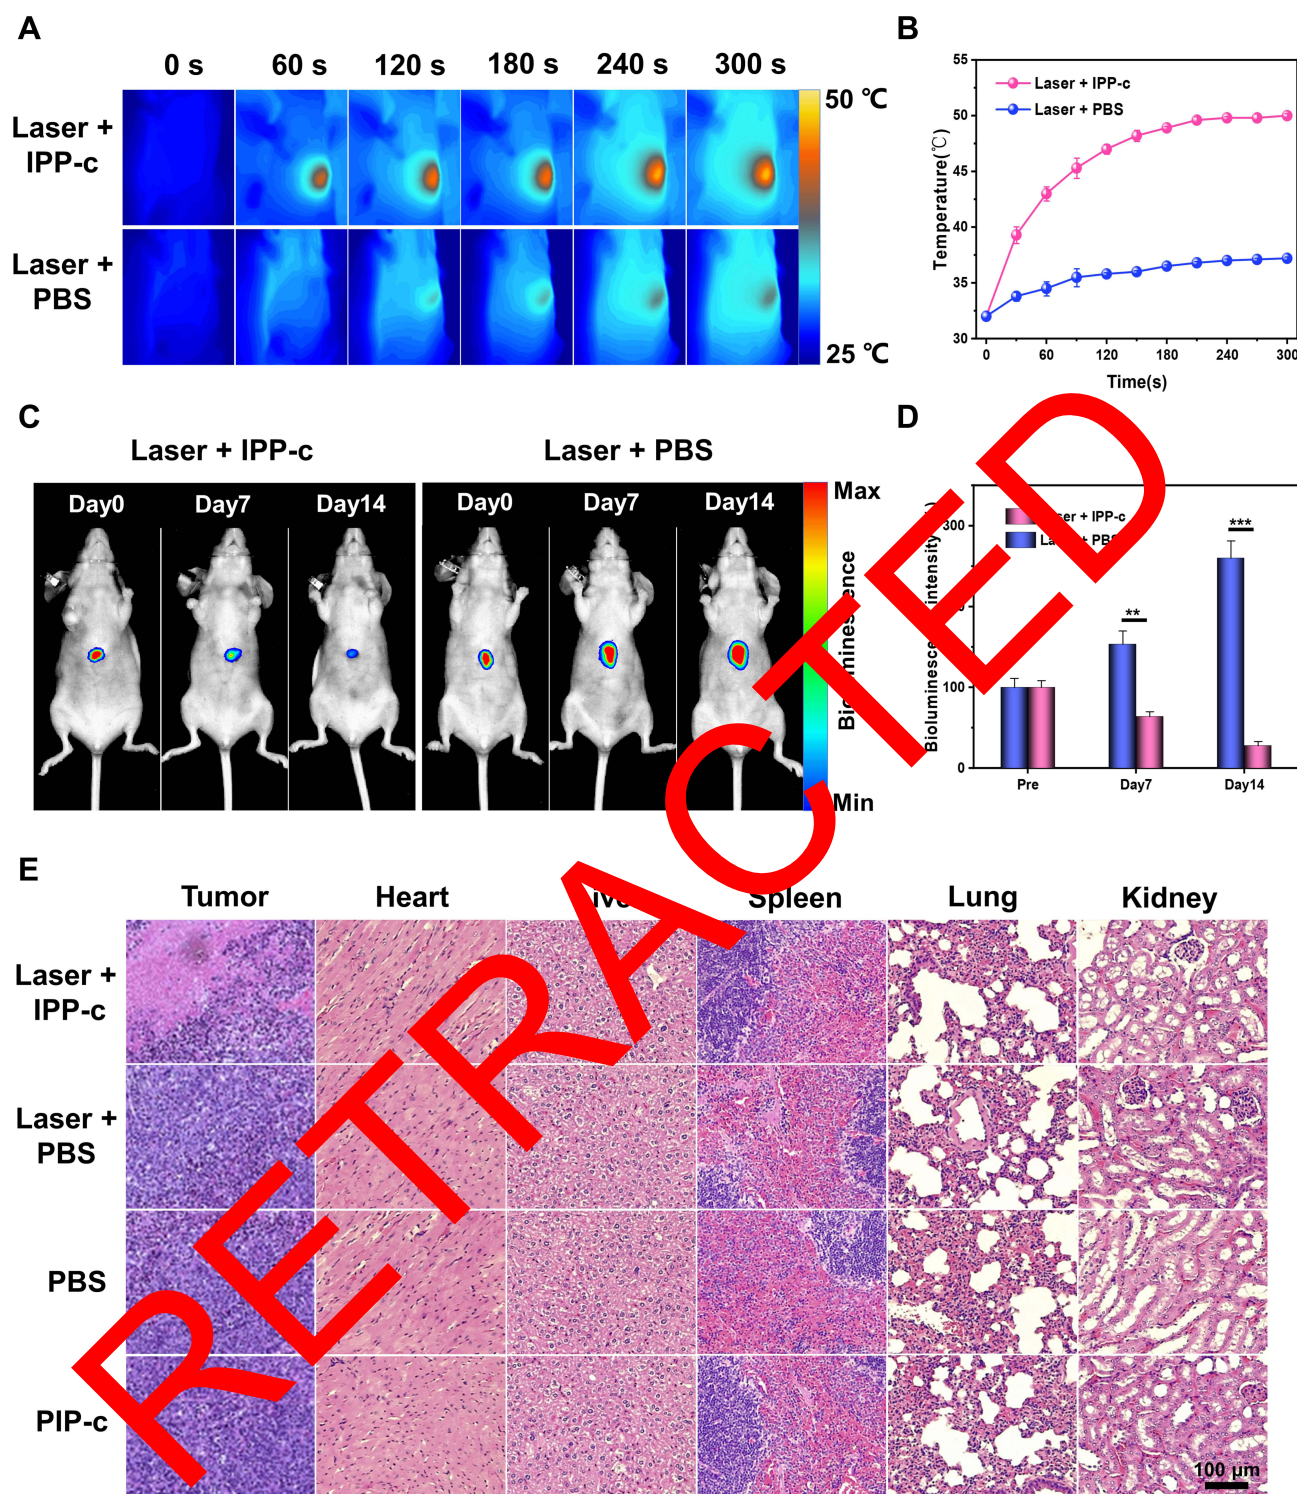 A
0 s 60 s 120 s 180 s 240 s 300 s
Laser +
IPP-c
Laser +
PBS
50 ℃
25 ℃
B
Laser + IPP-c
Laser + PBS
55
50
45
40
35
30
Temperature(℃)
0 60 120 180 240 300
Time(s)
C
Laser + IPP-c Laser + PBS
Day0 Day7 Day14 Day0 Day7 Day14
Max
Min
D
intensity
300
100
0
** ***
Pre Day7 Day14
E
Tumor Heart Spleen Lung Kidney
Laser +
IPP-c
Laser +
PBS
PBS
PIP-c
100 μm
RETRACTED